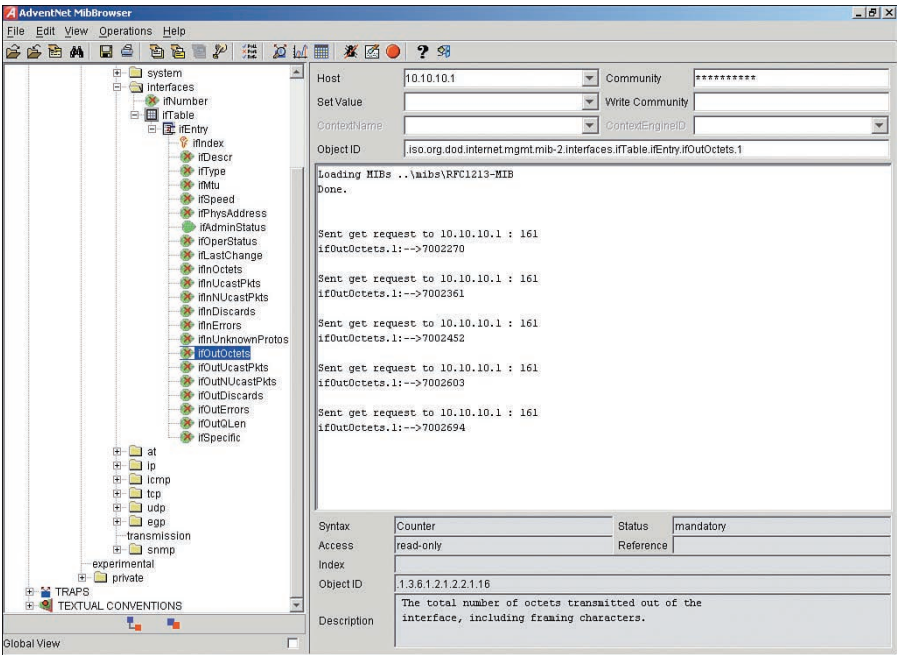 AdventNet MibBrowser
File Edit View Operations Help
system
interfaces
ifNumber
ifTable
ifEntry
ifIndex
ifDescr
ifType
ifMtu
ifSpeed
ifPhysAddress
ifAdminStatus
ifOperStatus
ifLastChange
ifInOctets
ifInUcastPkts
ifInNUcastPkts
ifInDiscards
ifInErrors
ifInUnknownProtos
ifOutOctets
ifOutUcastPkts
ifOutNUcastPkts
ifOutDiscards
ifOutErrors
ifOutQLen
ifSpecific
at
ip
icmp
tcp
udp
egp
transmission
snmp
experimental
private
TRAPS
TEXTUAL CONVENTIONS
Global View
Host 10.10.10.1 Community **********
Set Value Write Community
ContextName ContextEngineID
Object ID .iso.org.dod.internet.mgmt.mib-2.interfaces.ifTable.ifEntry.ifOutOctets.1
Loading MIBs ..\mibs\RFC1213-MIB
Done.
Sent get request to 10.10.10.1 : 161
ifOutOctets.1:-->7002270
Sent get request to 10.10.10.1 : 161
ifOutOctets.1:-->7002361
Sent get request to 10.10.10.1 : 161
ifOutOctets.1:-->7002452
Sent get request to 10.10.10.1 : 161
ifOutOctets.1:-->7002603
Sent get request to 10.10.10.1 : 161
ifOutOctets.1:-->7002694
Syntax Counter Status mandatory
Access read-only Reference
Index
Object ID .1.3.6.1.2.1.2.2.1.16
Description The total number of octets transmitted out of the
interface, including framing characters.